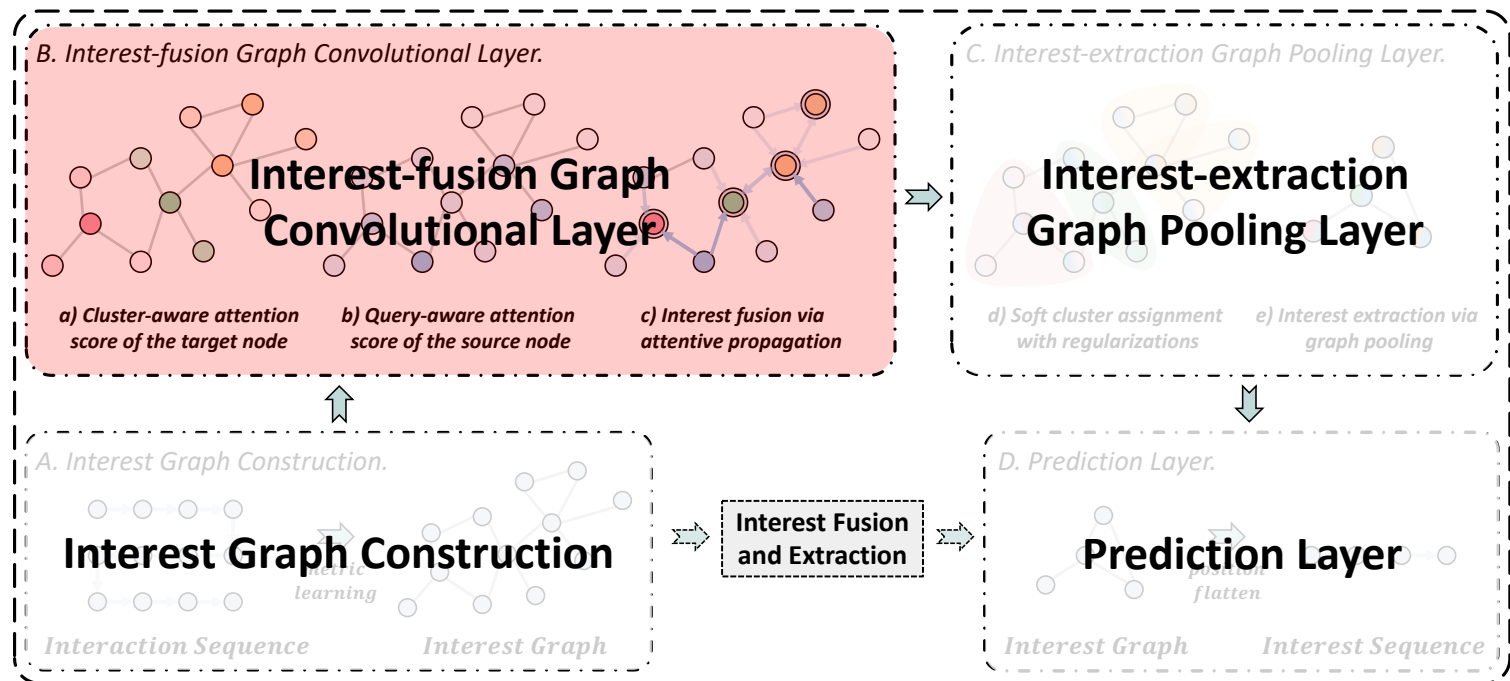 B. Interest-fusion Graph Convolutional Layer.
Interest-fusion Graph
Convolutional Layer
a) Cluster-aware attention
score of the target node
b) Query-aware attention
score of the source node
c) Interest fusion via
attentive propagation
C. Interest-extraction Graph Pooling Layer.
Interest-extraction
Graph Pooling Layer
d) Soft cluster assignment
with regularizations
e) Interest extraction via
graph pooling
A. Interest Graph Construction.
Interest Graph Construction
metric
learning
Interaction Sequence
Interest Graph
Interest Fusion
and Extraction
D. Prediction Layer.
Prediction Layer
position
flatten
Interest Graph
Interest Sequence